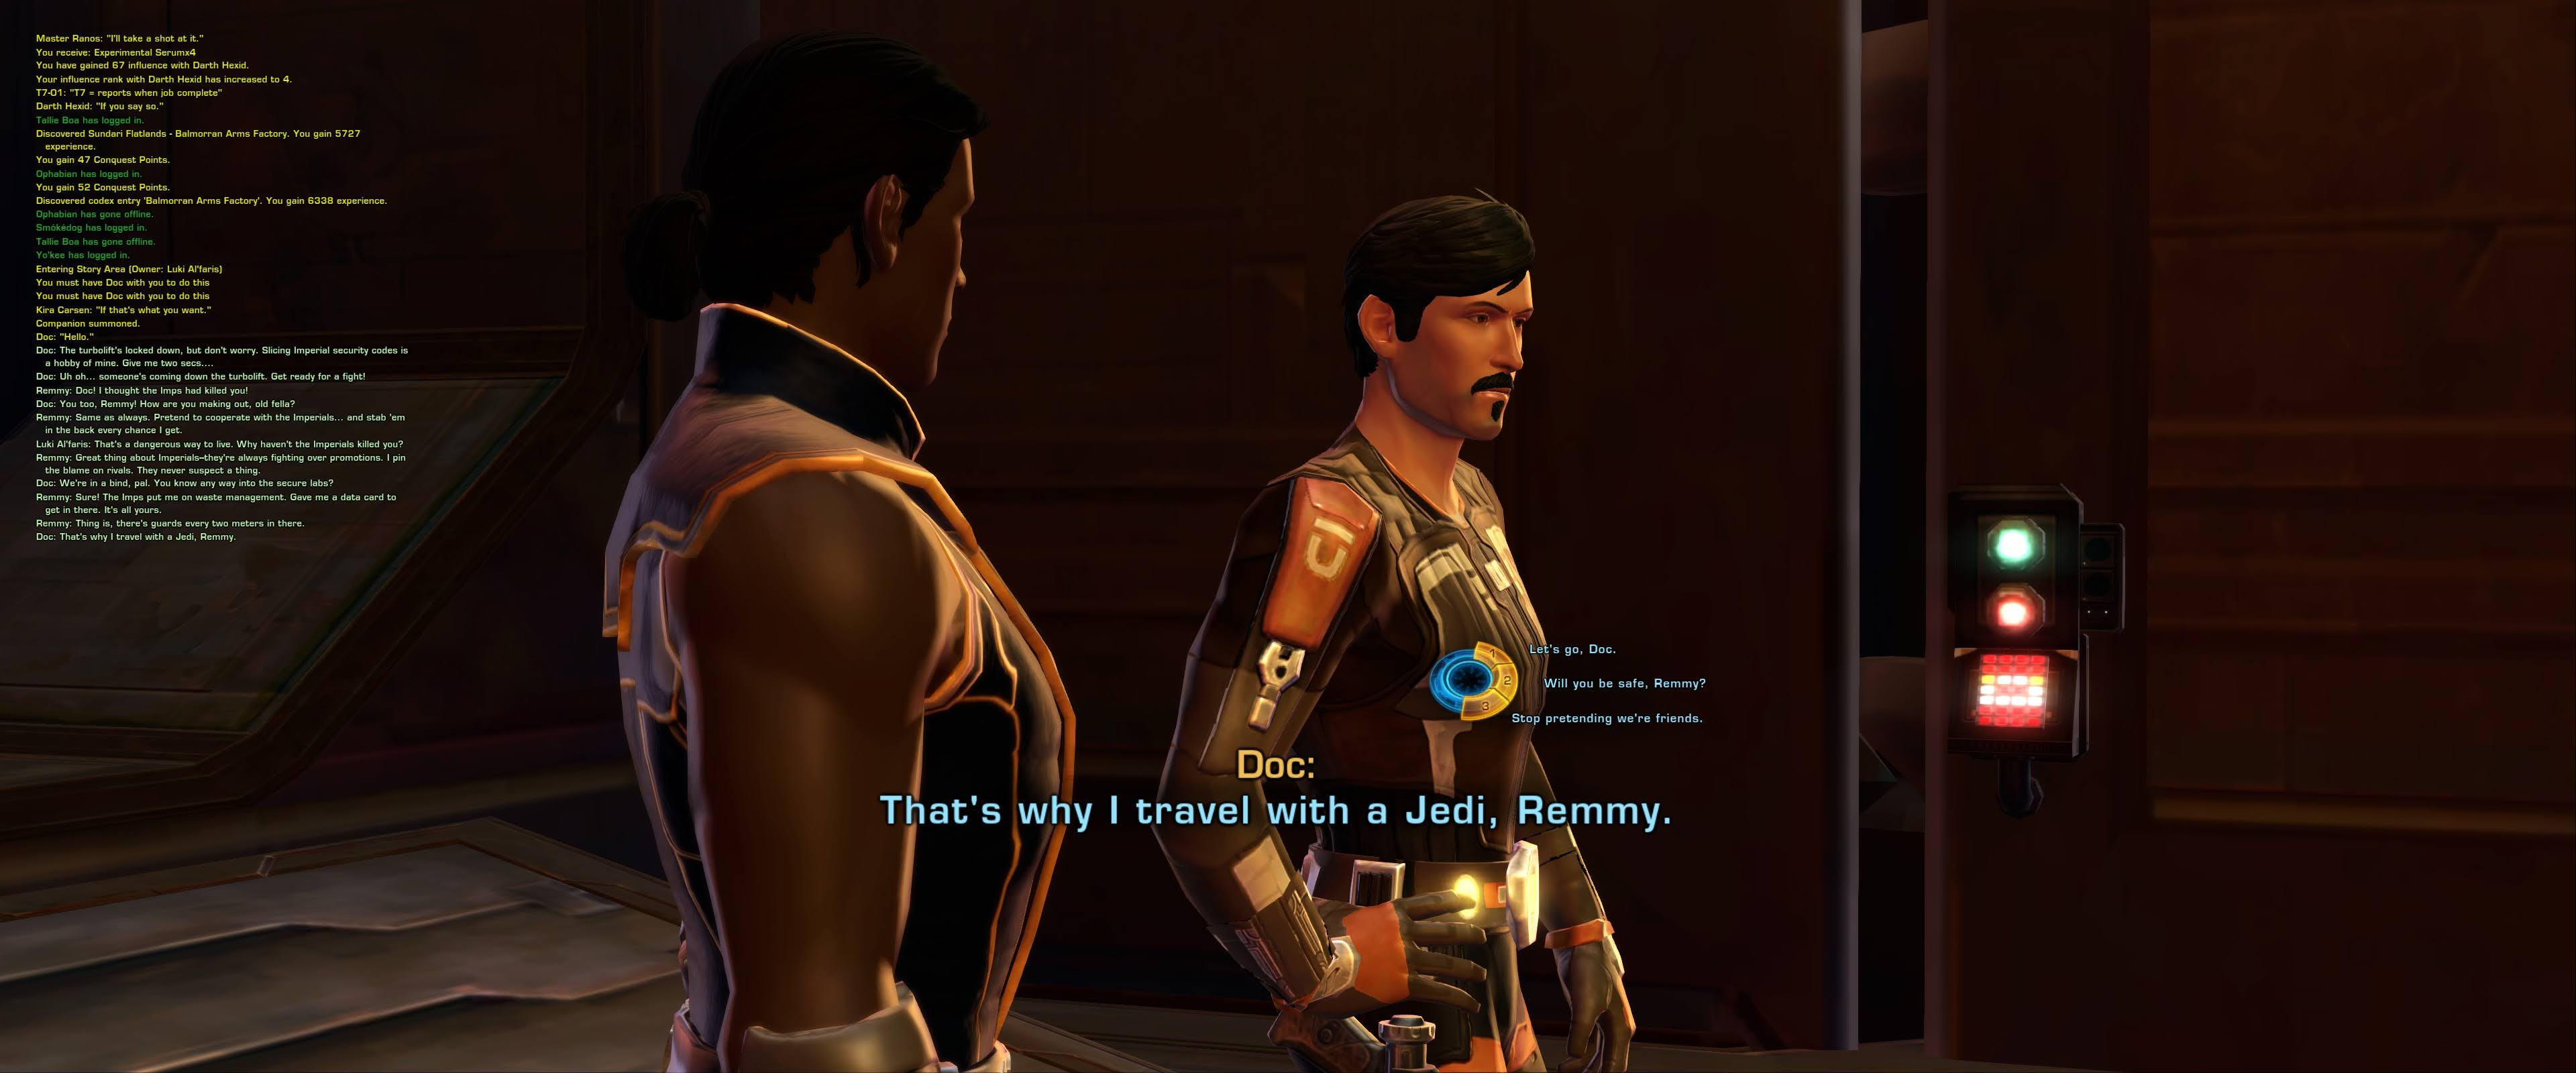 Master Ranos: "I'll take a shot at it."
You receive: Experimental Serumx4
You have gained 67 influence with Darth Hexid.
Your influence rank with Darth Hexid has increased to 4.
T7-01: "T7 = reports when job complete"
Darth Hexid: "If you say so."
Tallie Boa has logged in.
Discovered Sundari Flatlands - Balmorran Arms Factory. You gain 5727
experience.
You gain 47 Conquest Points.
Ophabian has logged in.
You gain 52 Conquest Points.
Discovered codex entry 'Balmorran Arms Factory'. You gain 6338 experience.
Ophabian has gone offline.
Smókédog has logged in.
Tallie Boa has gone offline.
Yo'kee has logged in.
Entering Story Area (Owner: Luki Al'faris)
You must have Doc with you to do this
You must have Doc with you to do this
Kira Carsen: "If that's what you want."
Companion summoned.
Doc: "Hello."
Doc: The turbolift's locked down, but don't worry. Slicing Imperial security codes is
a hobby of mine. Give me two secs....
Doc: Uh oh... someone's coming down the turbolift. Get ready for a fight!
Remmy: Doc! I thought the Imps had killed you!
Doc: You too, Remmy! How are you making out, old fella?
Remmy: Same as always. Pretend to cooperate with the Imperials... and stab 'em
in the back every chance I get.
Luki Al'faris: That's a dangerous way to live. Why haven't the Imperials killed you?
Remmy: Great thing about Imperials–they're always fighting over promotions. I pin
the blame on rivals. They never suspect a thing.
Doc: We're in a bind, pal. You know any way into the secure labs?
Remmy: Sure! The Imps put me on waste management. Gave me a data card to
get in there. It's all yours.
Remmy: Thing is, there's guards every two meters in there.
Doc: That's why I travel with a Jedi, Remmy.
1 Let's go, Doc.
2 Will you be safe, Remmy?
3 Stop pretending we're friends.
Doc:
That's why I travel with a Jedi, Remmy.